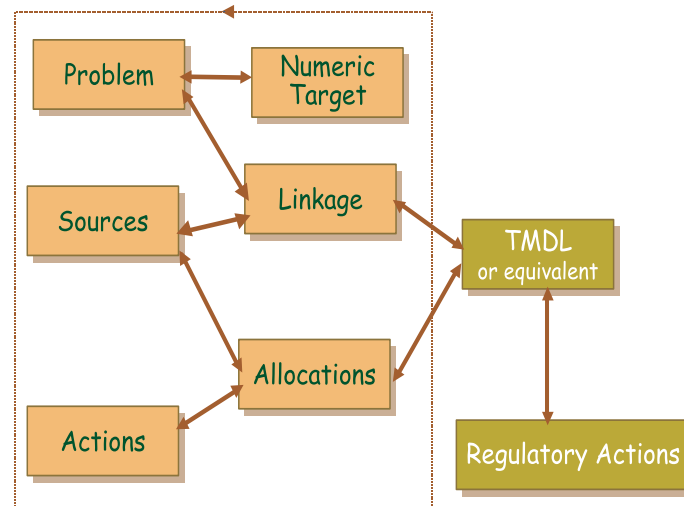 Problem
Numeric
Target
Linkage
Sources
TMDL
or equivalent
Allocations
Actions
Regulatory Actions